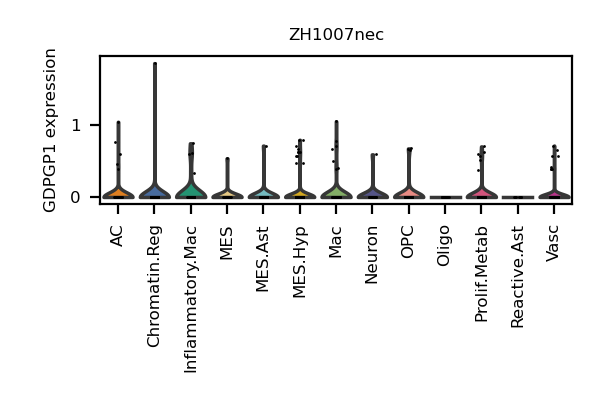 ZH1007nec
GDPGP1 expression
1
0
AC
Chromatin.Reg
Inflammatory.Mac
MES
MES.Ast
MES.Hyp
Mac
Neuron
OPC
Oligo
Prolif.Metab
Reactive.Ast
Vasc